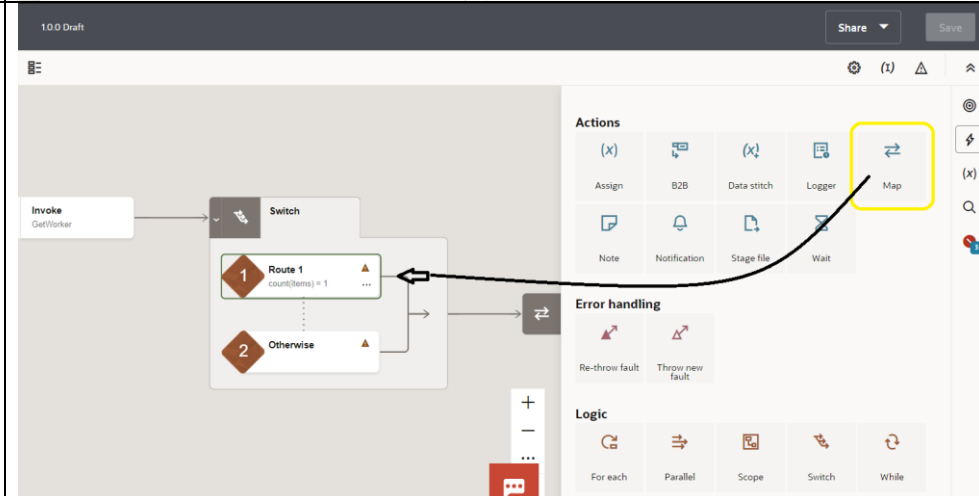 1.0.0 Draft
Share
Save
(x)
Invoke
GetWorker
Switch
1
Route 1
count(items) = 1
...
2
Otherwise
Actions
(x)
Assign
B2B
Data stitch
Logger
Map
Note
Notification
Stage file
Wait
Error handling
Re-throw fault
Throw new
fault
Logic
For each
Parallel
Scope
Switch
While